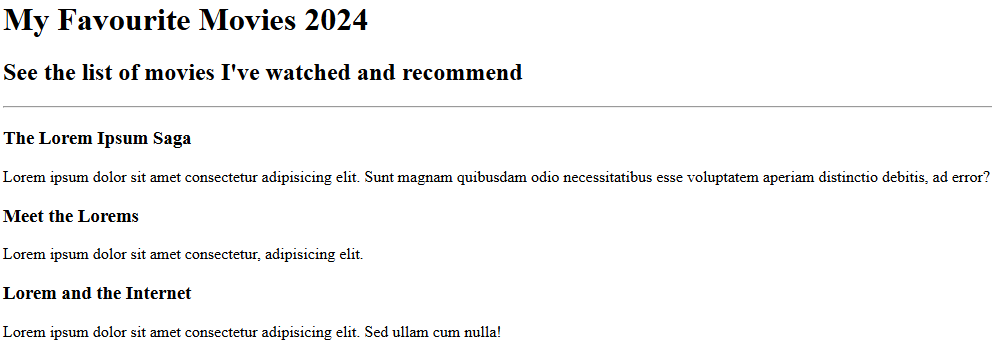 My Favourite Movies 2024
See the list of movies I've watched and recommend
The Lorem Ipsum Saga
Lorem ipsum dolor sit amet consectetur adipisicing elit. Sunt magnam quibusdam odio necessitatibus esse voluptatem aperiam distinctio debitis, ad error?
Meet the Lorems
Lorem ipsum dolor sit amet consectetur, adipisicing elit.
Lorem and the Internet
Lorem ipsum dolor sit amet consectetur adipisicing elit. Sed ullam cum nulla!